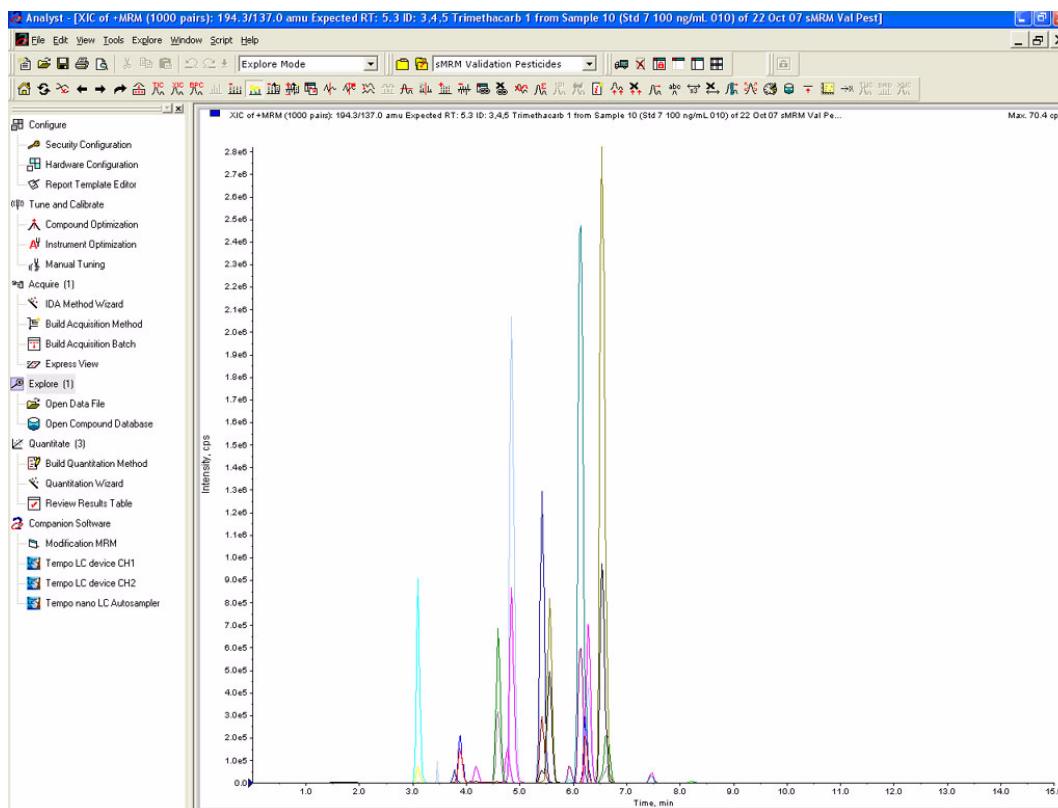 Analyst - [XIC of +MRM (1000 pairs): 194.3/137.0 amu Expected RT: 5.3 ID: 3,4,5 Trimethacarb 1 from Sample 10 (Std 7 100 ng/mL 010) of 22 Oct 07 sMRM Val Pest]
File Edit View Tools Explore Window Script Help
Explore Mode sMRM Validation Pesticides
TIC XIC BPC
Configure
Security Configuration
Hardware Configuration
Report Template Editor
Tune and Calibrate
Compound Optimization
Instrument Optimization
Manual Tuning
Acquire (1)
IDA Method Wizard
Build Acquisition Method
Build Acquisition Batch
Express View
Explore (1)
Open Data File
Open Compound Database
Quantitate (3)
Build Quantitation Method
Quantitation Wizard
Review Results Table
Companion Software
Modification MRM
Tempo LC device CH1
Tempo LC device CH2
Tempo nano LC Autosampler
XIC of +MRM (1000 pairs): 194.3/137.0 amu Expected RT: 5.3 ID: 3,4,5 Trimethacarb 1 from Sample 10 (Std 7 100 ng/mL 010) of 22 Oct 07 sMRM Val Pe...
Max. 70.4 cp
2.8e6
2.7e6
2.6e6
2.5e6
2.4e6
2.3e6
2.2e6
2.1e6
2.0e6
1.9e6
1.8e6
1.7e6
1.6e6
1.5e6
1.4e6
1.3e6
1.2e6
1.1e6
1.0e6
9.0e5
8.0e5
7.0e5
6.0e5
5.0e5
4.0e5
3.0e5
2.0e5
1.0e5
0.0
Intensity, cps
1.0 2.0 3.0 4.0 5.0 6.0 7.0 8.0 9.0 10.0 11.0 12.0 13.0 14.0 15.
Time, min